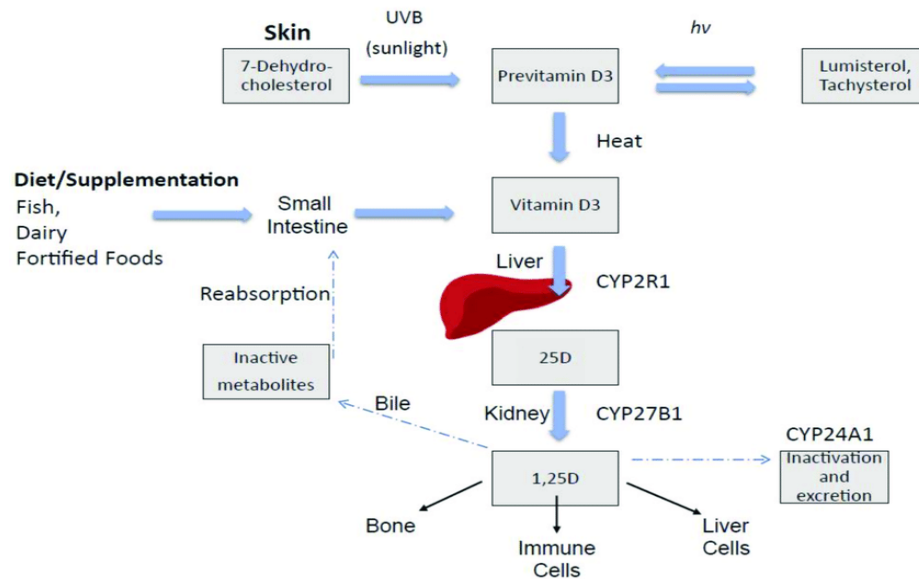 Skin
UVB
(sunlight)
hv
7-Dehydro-
cholesterol
Previtamin D3
Lumisterol,
Tachysterol
Heat
Diet/Supplementation
Fish,
Dairy
Fortified Foods
Small
Intestine
Vitamin D3
Liver
CYP2R1
Reabsorption
Inactive
metabolites
25D
Bile
Kidney
CYP27B1
CYP24A1
Inactivation
and
excretion
1,25D
Bone
Immune
Cells
Liver
Cells